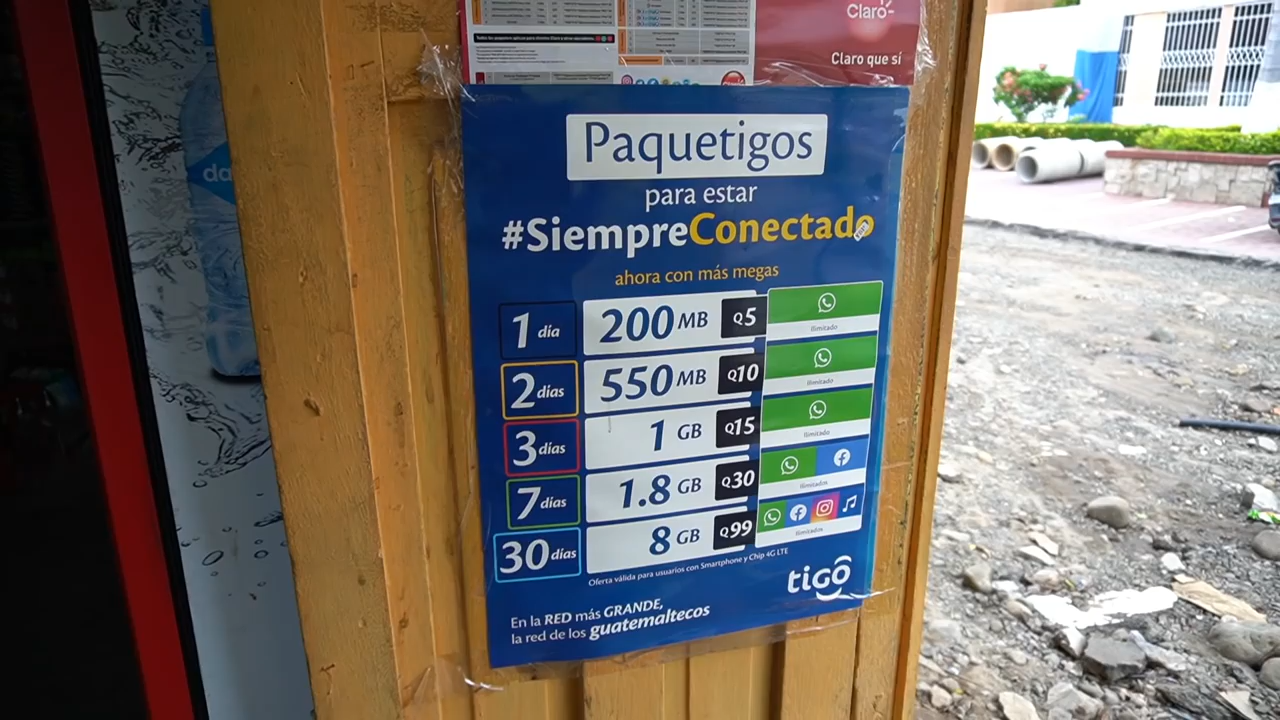 Claro-
Claro que sí
da
Paquetigos
para estar
#SiempreConectado
ahora con más megas
1 día 200 MB Q5 Ilimitado
2 días 550 MB Q10 Ilimitado
3 días 1 GB Q15 Ilimitado
7 días 1.8 GB Q30 Ilimitados
30 días 8 GB Q99 Ilimitados
Oferta válida para usuarios con Smartphone y Chip 4G LTE
tigo
En la RED más GRANDE,
la red de los guatemaltecos